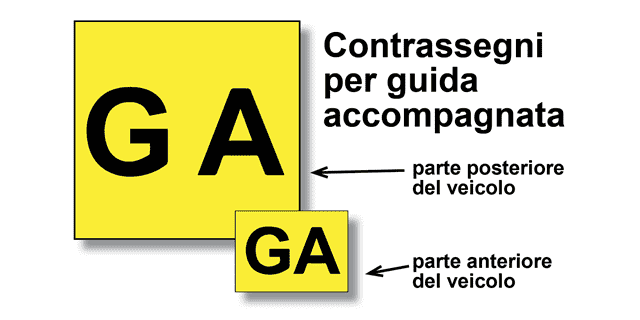 G A
Contrassegni
per guida
accompagnata
parte posteriore
del veicolo
GA
parte anteriore
del veicolo